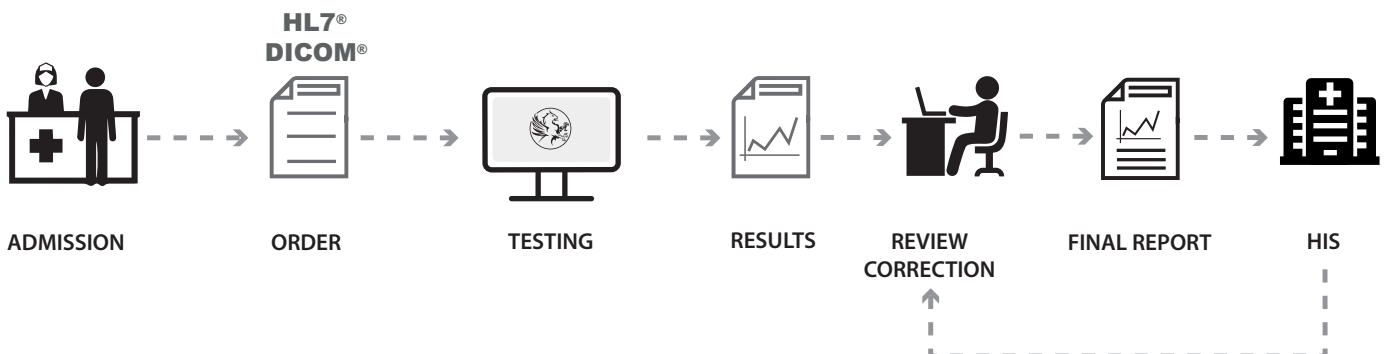 HL7®
DICOM®
ADMISSION
ORDER
TESTING
RESULTS
REVIEW
CORRECTION
FINAL REPORT
HIS